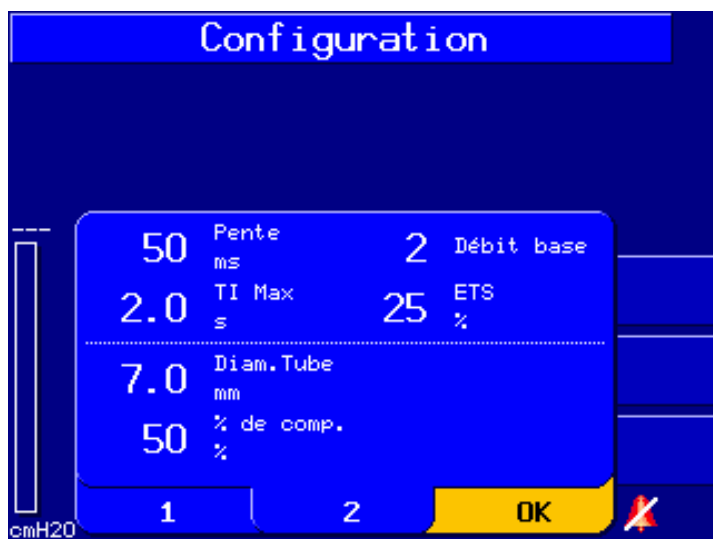 Configuration
---
50 Pente ms
2 Débit base
2.0 TI Max s
25 ETS %
7.0 Diam.Tube mm
50 % de comp. %
1 2 OK
cmH2O